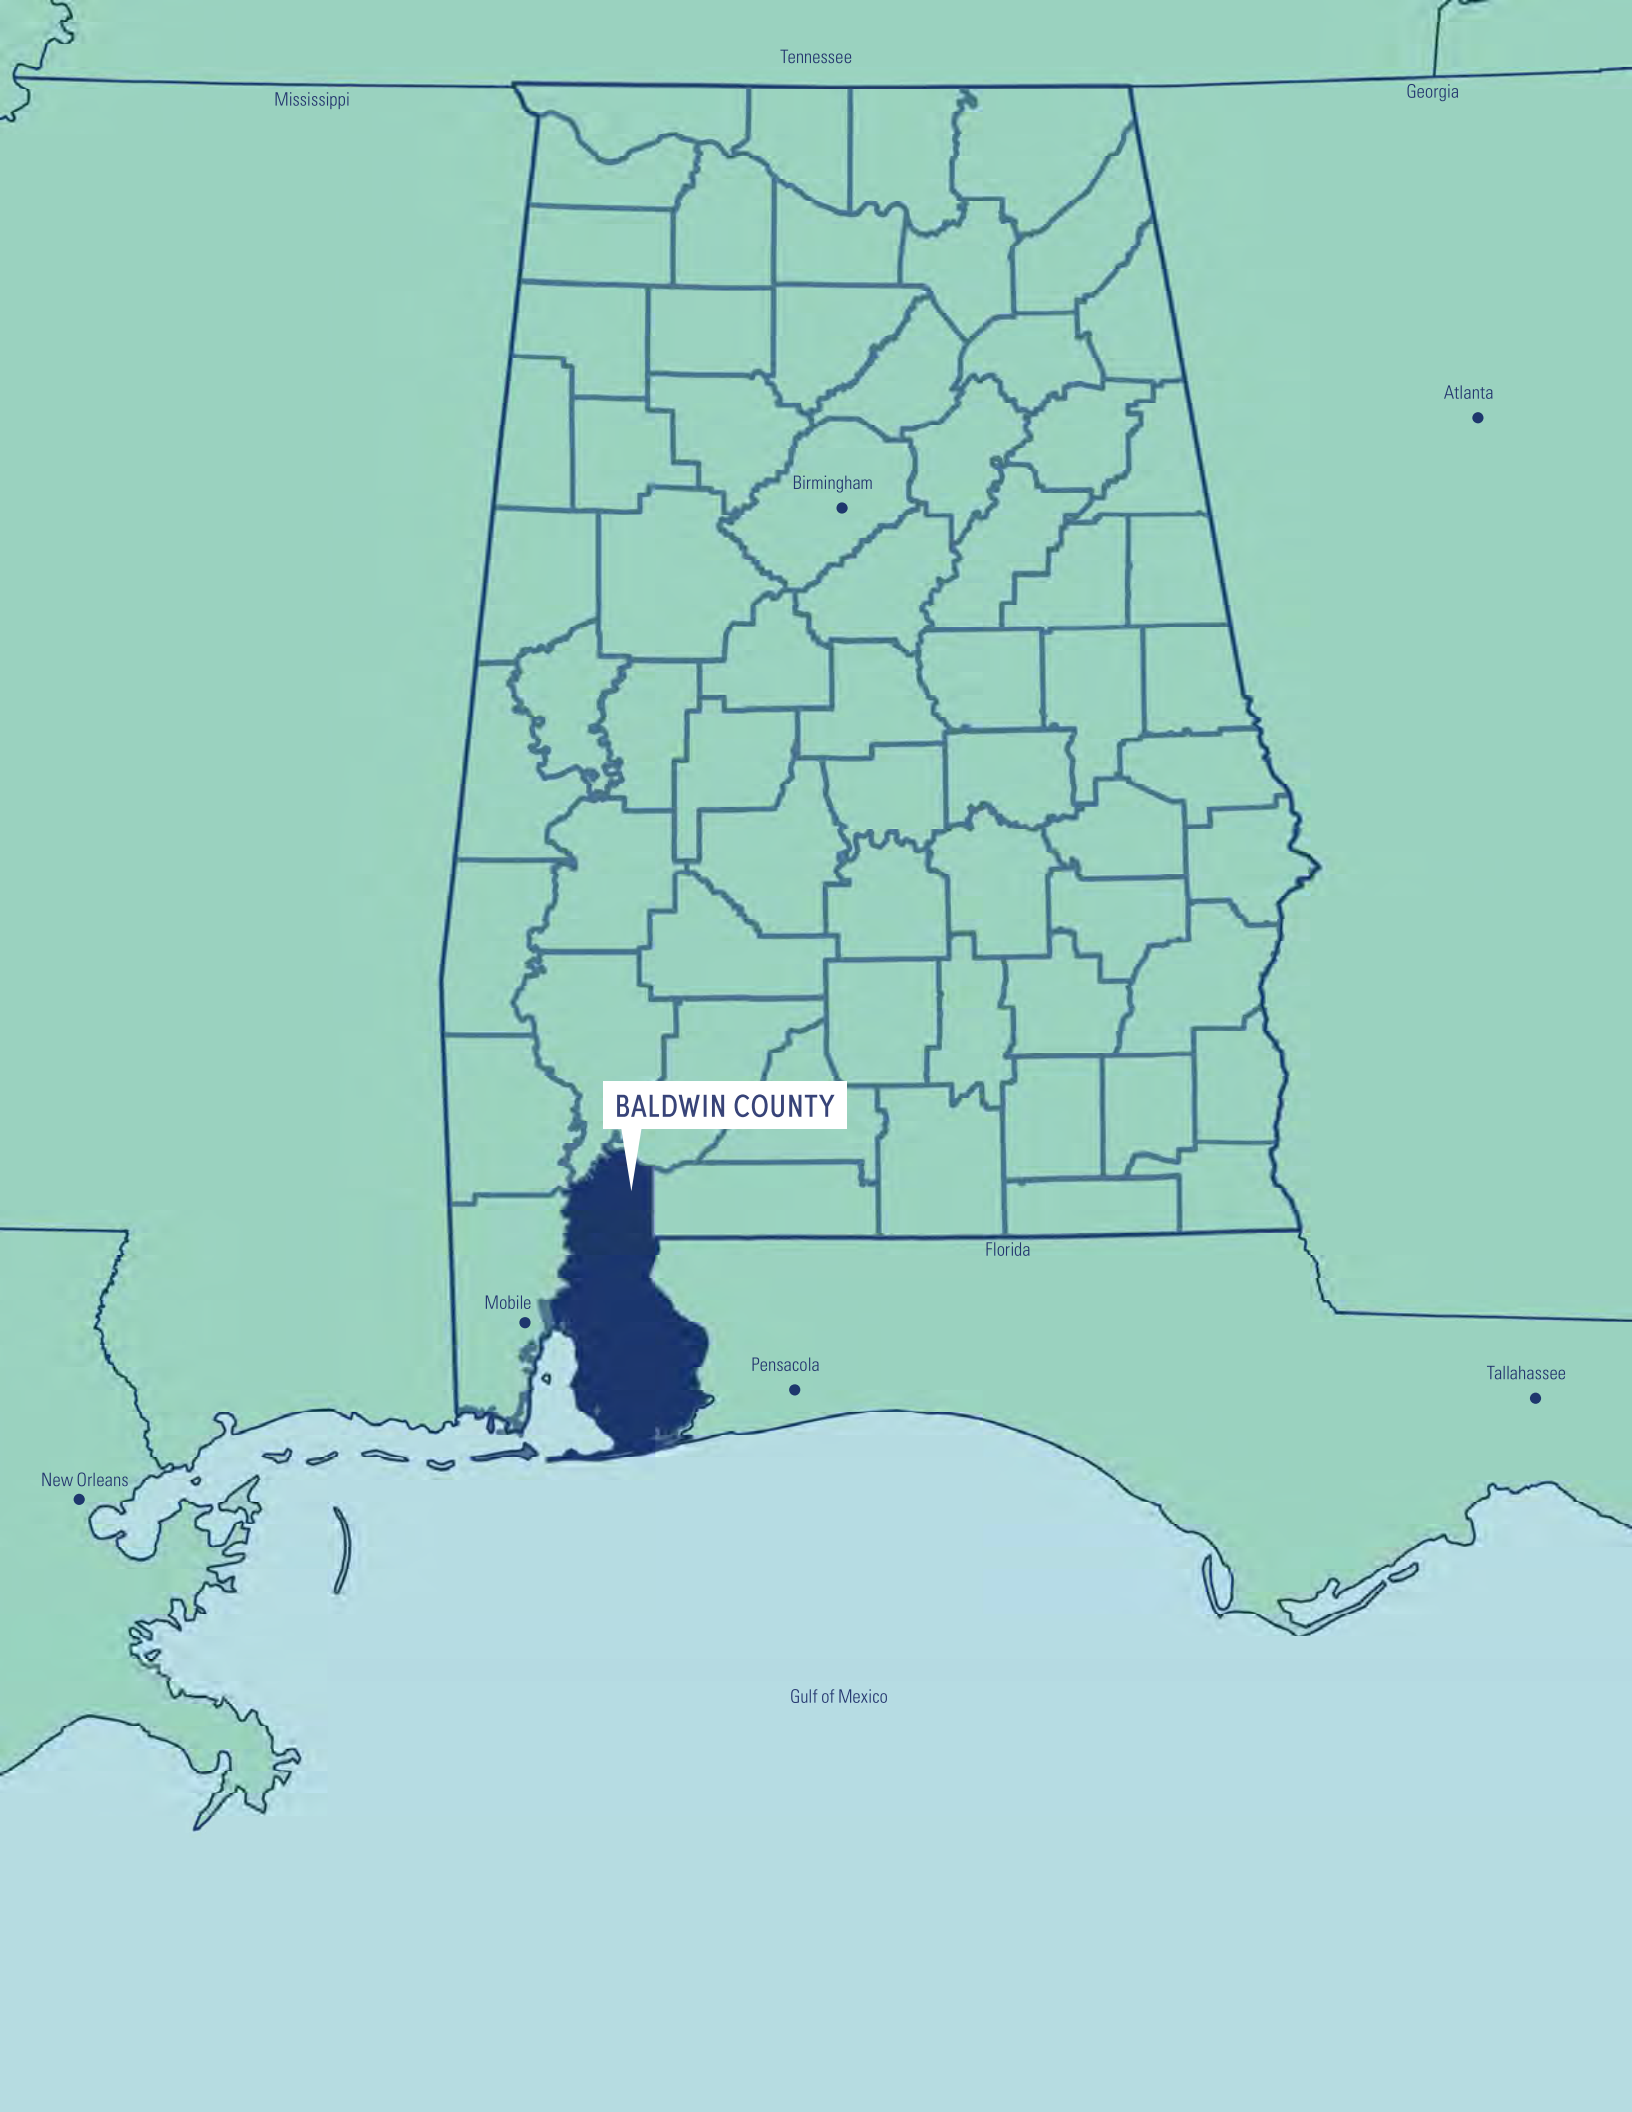 Tennessee
Mississippi
Georgia
Atlanta
Birmingham
BALDWIN COUNTY
Florida
Mobile
Pensacola
Tallahassee
New Orleans
Gulf of Mexico